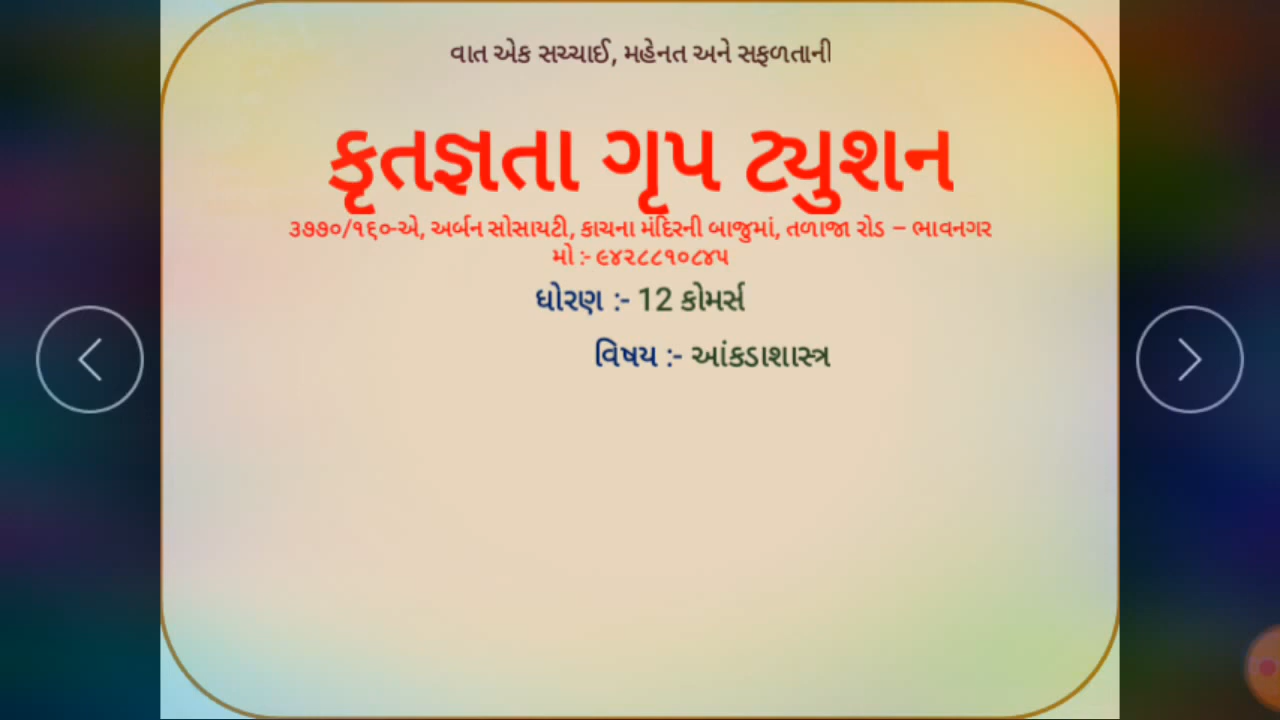 વાત એક સચ્ચાઈ, મહેનત અને સફળતાની
કૃતજ્ઞતા ગૃપ ટ્યુશન
૩૭૭૦/૧૬૦-એ, અર્બન સોસાયટી, કાચના મંદિરની બાજુમાં, તળાજા રોડ – ભાવનગર
મો :- ૯૪૨૮૮૧૦૮૪૫
ધોરણ :- 12 કોમર્સ
વિષય :- આંકડાશાસ્ત્ર